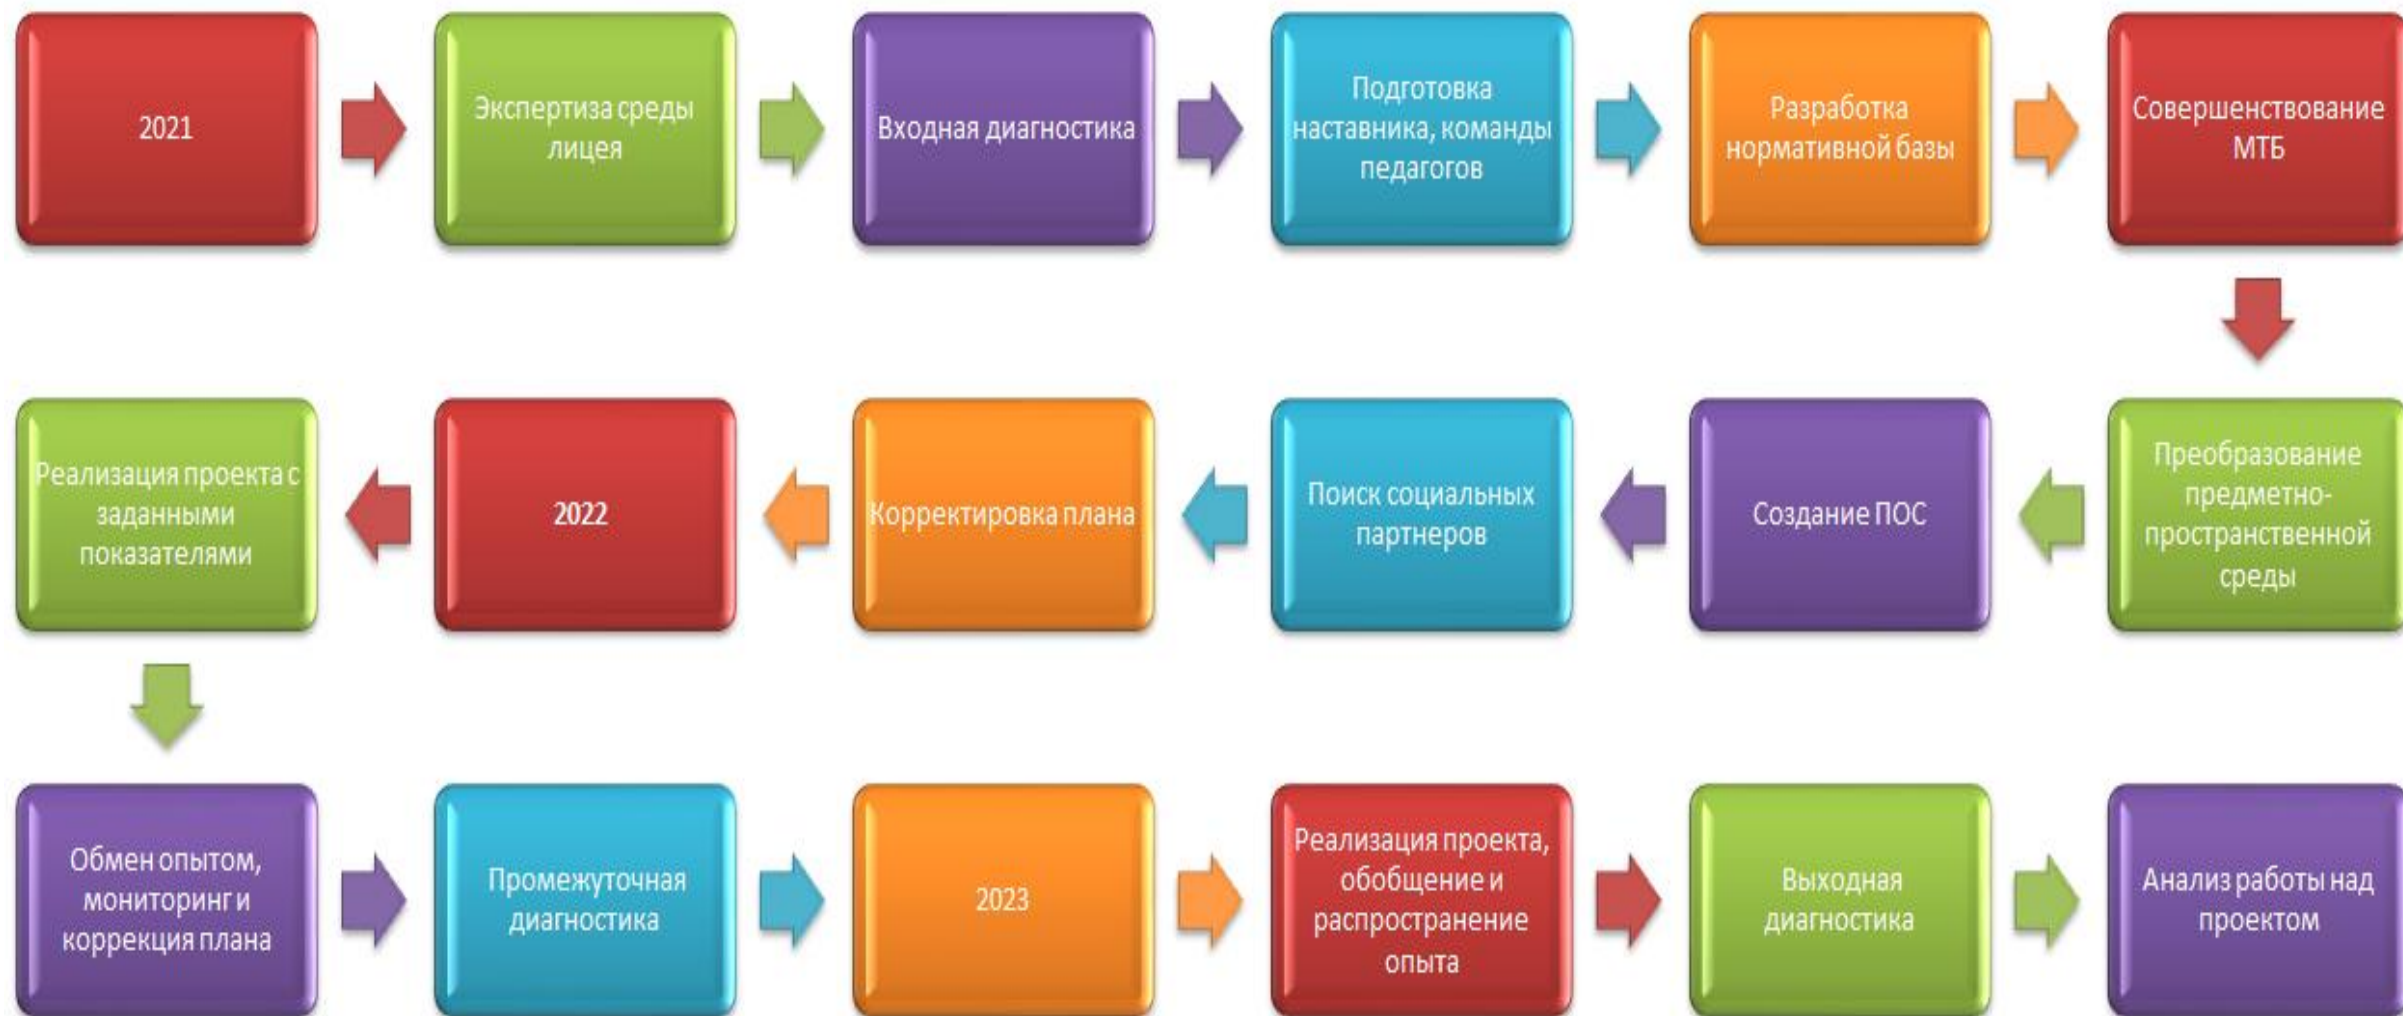 2021
Экспертиза среды
лицея
Входная диагностика
Подготовка
наставника, команды
педагогов
Разработка
нормативной базы
Совершенствование
МТБ
Преобразование
предметно-
пространственной
среды
Создание ПОС
Поиск социальных
партнеров
Корректировка плана
2022
Реализация проекта с
заданными
показателями
Обмен опытом,
мониторинг и
коррекция плана
Промежуточная
диагностика
2023
Реализация проекта,
обобщение и
распространение
опыта
Выходная
диагностика
Анализ работы над
проектом